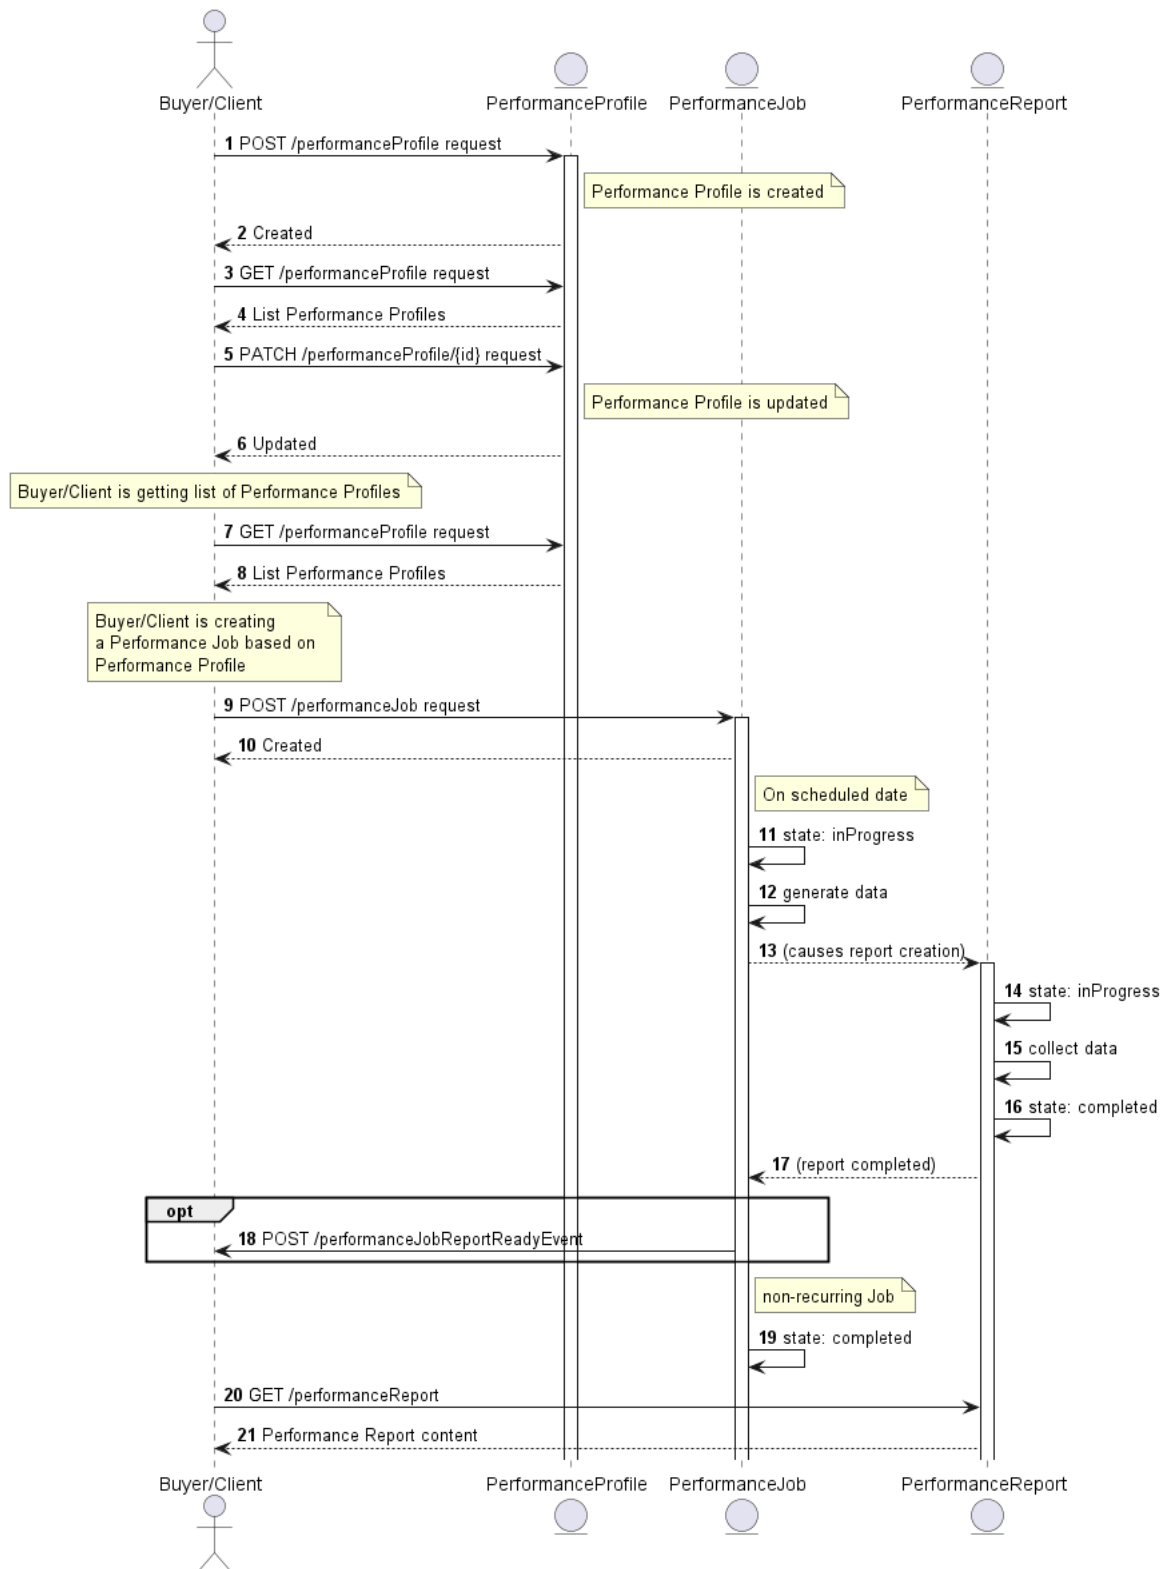 Buyer/Client
PerformanceProfile
PerformanceJob
PerformanceReport
1 POST /performanceProfile request
Performance Profile is created
2 Created
3 GET /performanceProfile request
4 List Performance Profiles
5 PATCH /performanceProfile/{id} request
Performance Profile is updated
6 Updated
Buyer/Client is getting list of Performance Profiles
7 GET /performanceProfile request
8 List Performance Profiles
Buyer/Client is creating
a Performance Job based on
Performance Profile
9 POST /performanceJob request
10 Created
On scheduled date
11 state: inProgress
12 generate data
13 (causes report creation)
14 state: inProgress
15 collect data
16 state: completed
17 (report completed)
opt
18 POST /performanceJobReportReadyEvent
non-recurring Job
19 state: completed
20 GET /performanceReport
21 Performance Report content
Buyer/Client
PerformanceProfile
PerformanceJob
PerformanceReport